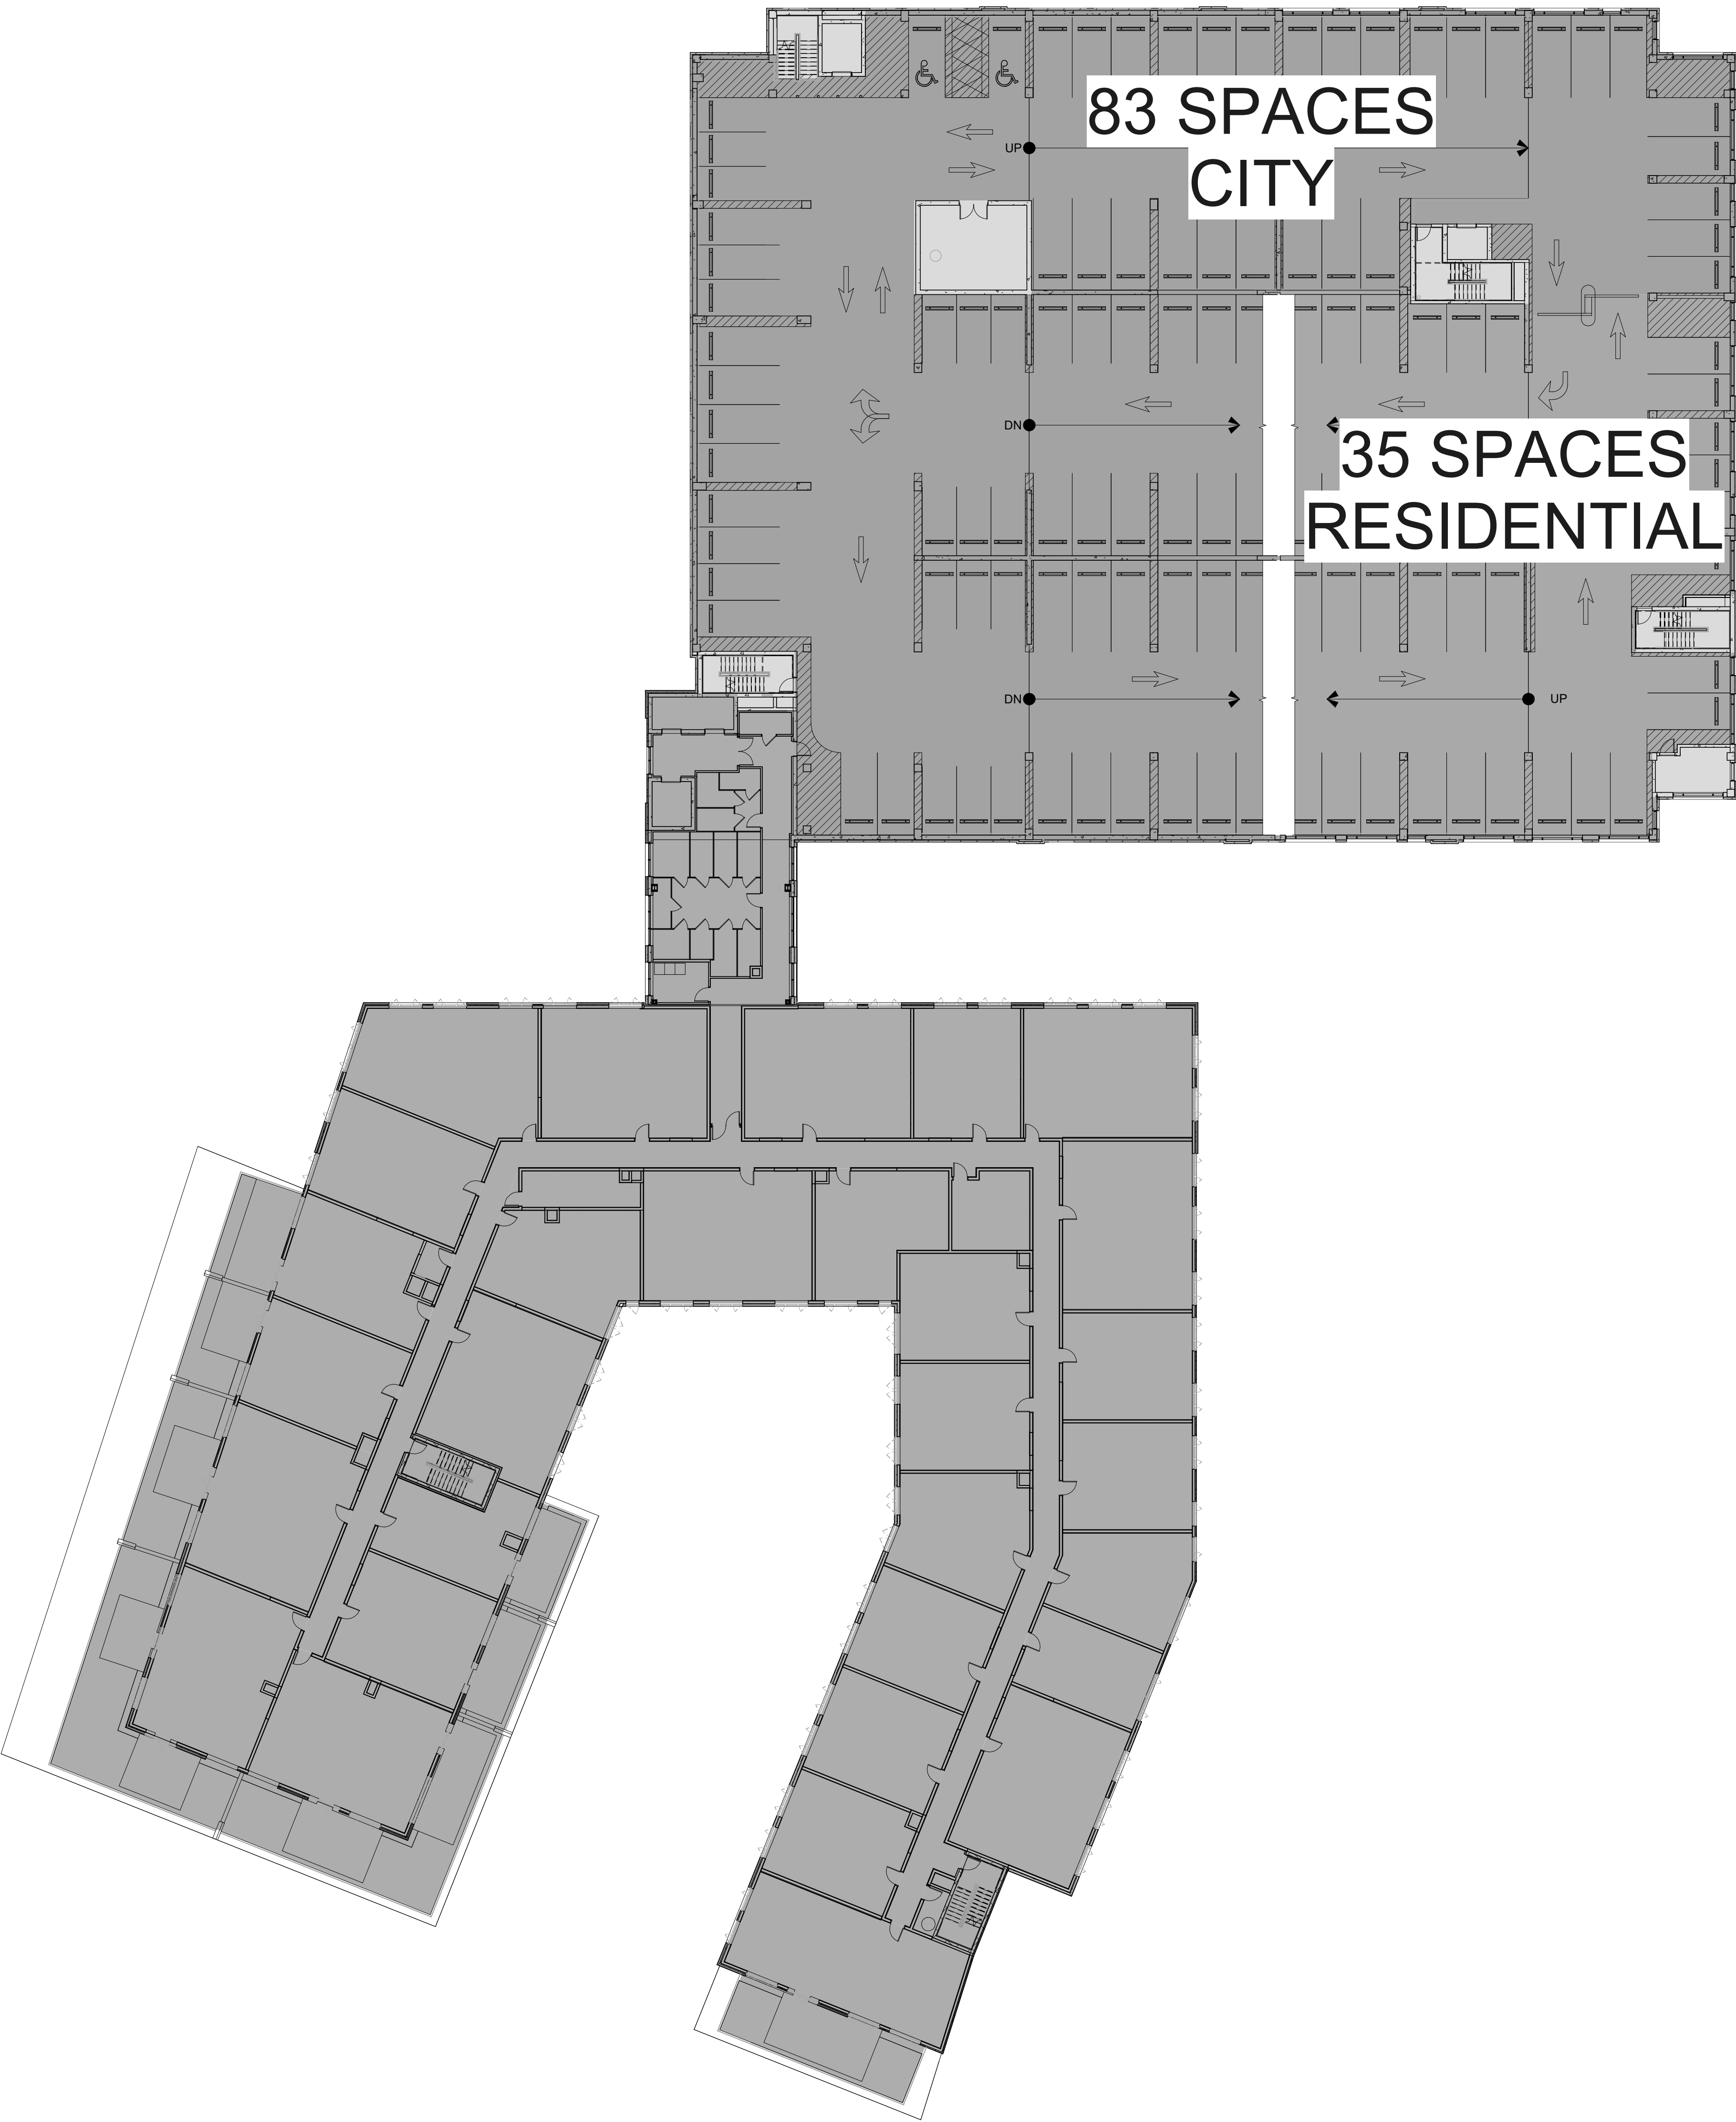 83 SPACES
CITY
UP
DN
35 SPACES
RESIDENTIAL
DN
UP